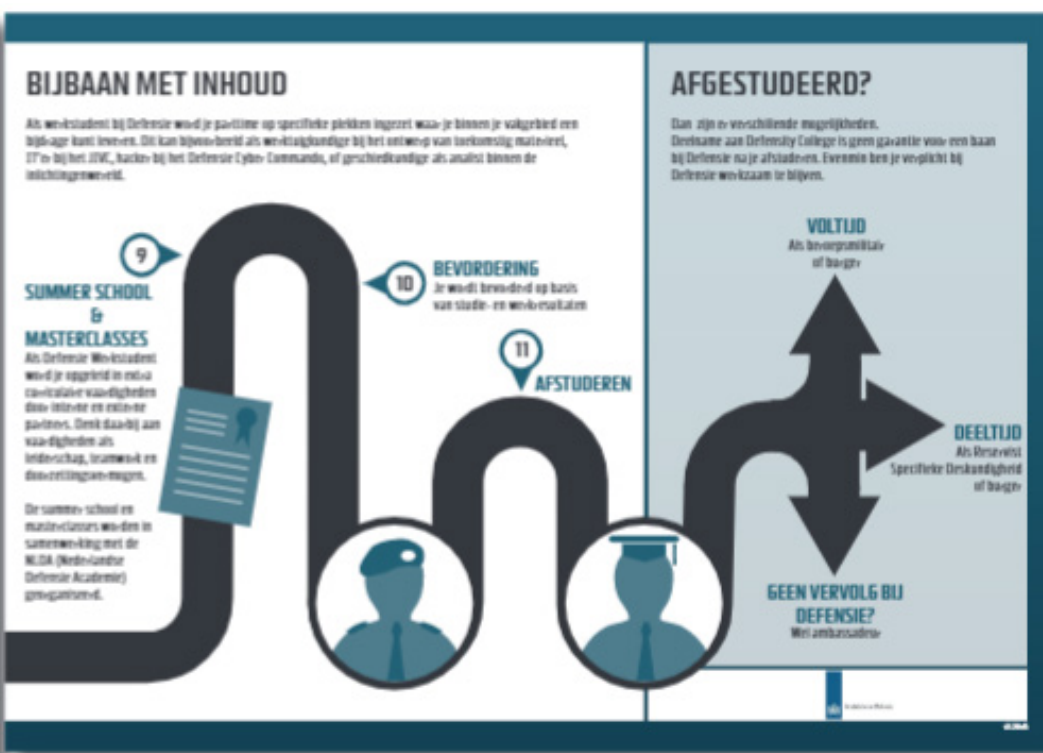 BIJBAAN MET INHOUD
Als werkstudent bij Defensie word je parttime op specifieke plekken ingezet waar je binnen je vakgebied een
bijdrage kunt leveren. Dit kan bijvoorbeeld als werktuigkundige bij het ontwerp van toekomstig materieel,
IT'er bij het JIVC, hacker bij het Defensie Cyber Commando, of geschiedkundige als analist binnen de
inlichtingenwereld.
9
SUMMER SCHOOL
&
MASTERCLASSES
Als Defensie Werkstudent
word je opgeleid in extra
curriculaire vaardigheden
door interne en externe
partners. Denk daarbij aan
vaardigheden als
leiderschap, teamwork en
doorzettingsvermogen.
De summer school en
masterclasses worden in
samenwerking met de
NLDA (Nederlandse
Defensie Academie)
georganiseerd.
10
BEVORDERING
Je wordt bevorderd op basis
van studie- en werkresultaten
11
AFSTUDEREN
AFGESTUDEERD?
Dan zijn er verschillende mogelijkheden.
Deelname aan Defensity College is geen garantie voor een baan
bij Defensie na je afstuderen. Evenmin ben je verplicht bij
Defensie werkzaam te blijven.
VOLTIJD
Als beroepsmilitair
of burger
DEELTIJD
Als Reservist
Specifieke Deskundigheid
of burger
GEEN VERVOLG BIJ
DEFENSIE?
Wel ambassadeur